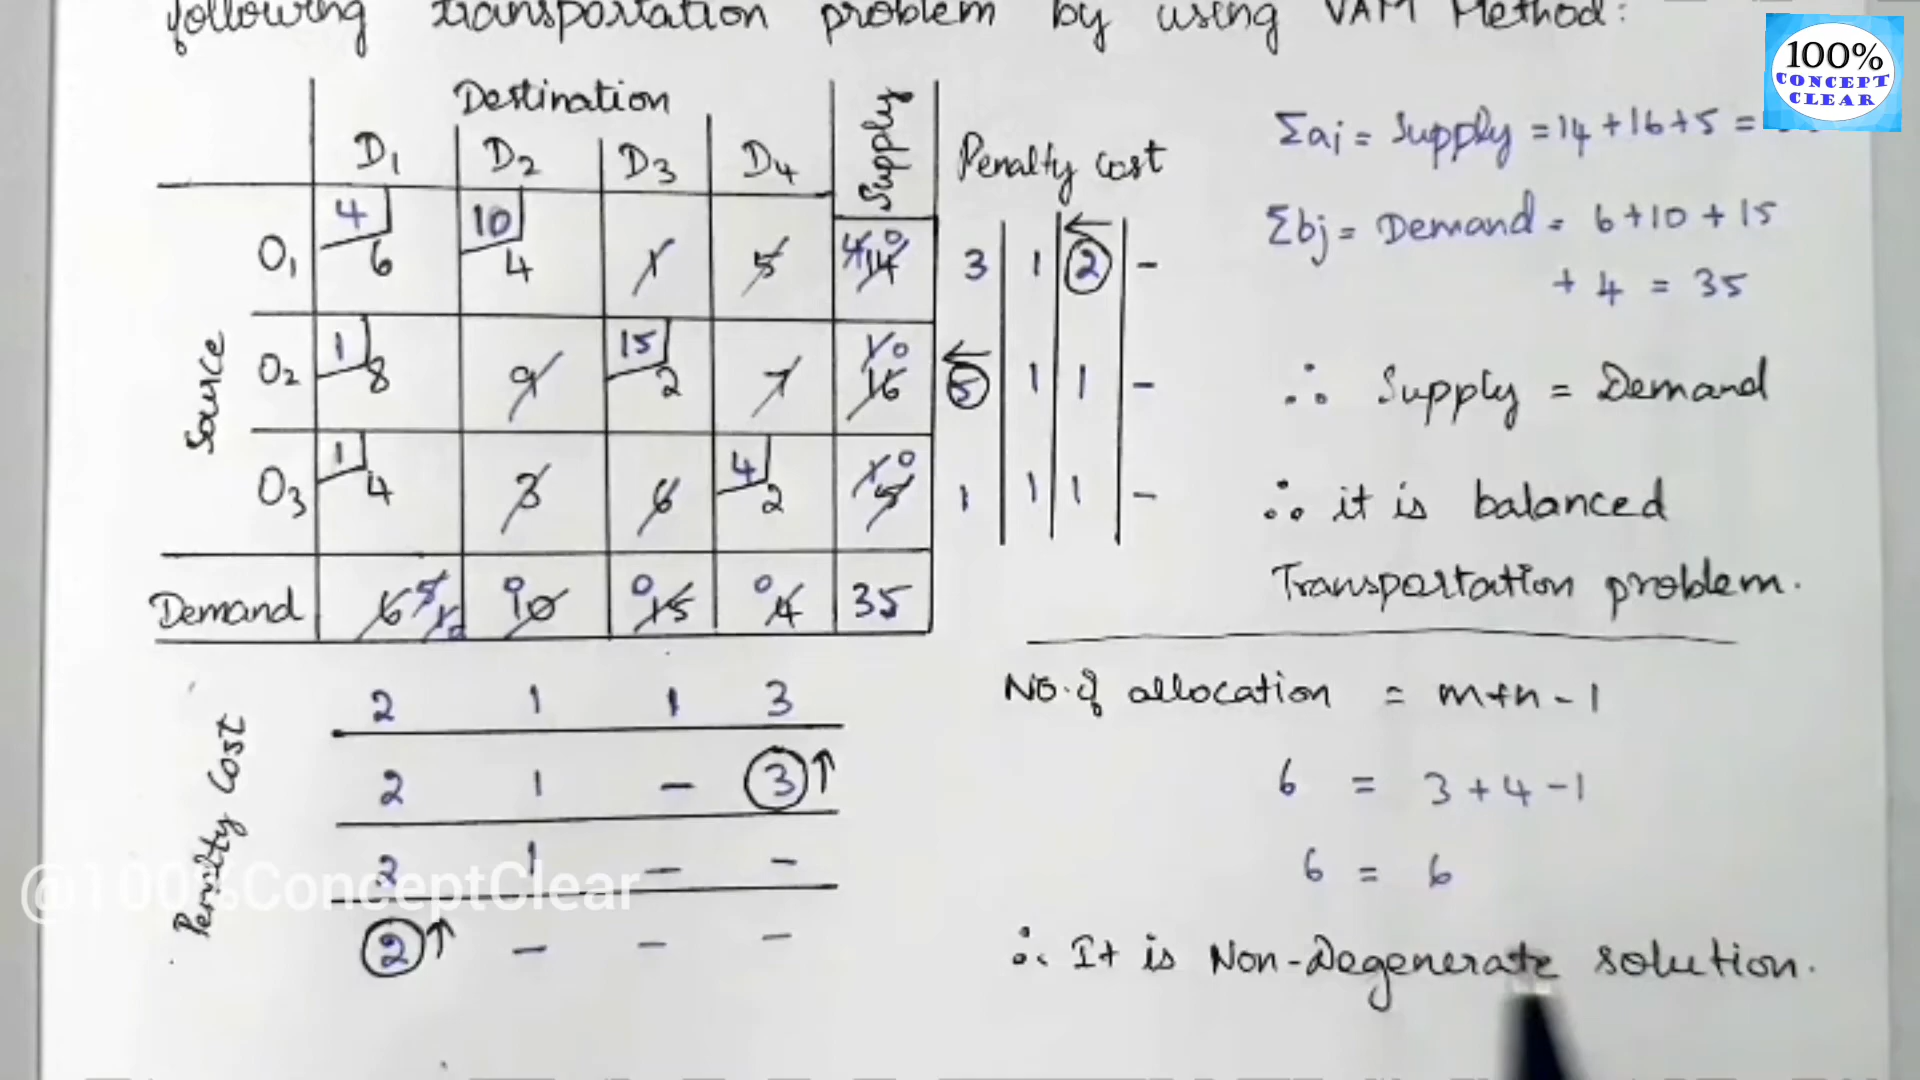 following transportation problem by using VAM Method:
100%
CONCEPT
CLEAR
Destination
D1 D2 D3 D4 Supply Penalty Cost
Source
O1 4 6 10 4 1 5 14 4 0 3 1 2 -
O2 1 8 9 15 2 7 16 1 0 5 1 1 -
O3 1 4 3 6 4 2 5 1 0 1 1 1 -
Demand 6 5 1 0 10 0 15 0 4 0 35
Penalty Cost
2 1 1 3
2 1 - 3 ↑
2 1 - -
2 ↑ - - -
Σai = Supply = 14 + 16 + 5 =
Σbj = Demand = 6 + 10 + 15
+ 4 = 35
∴ Supply = Demand
∴ it is balanced
Transportation problem.
No. of allocation = m+n-1
6 = 3+4-1
6 = 6
∴ It is Non-Degenerate solution.
@100%ConceptClear